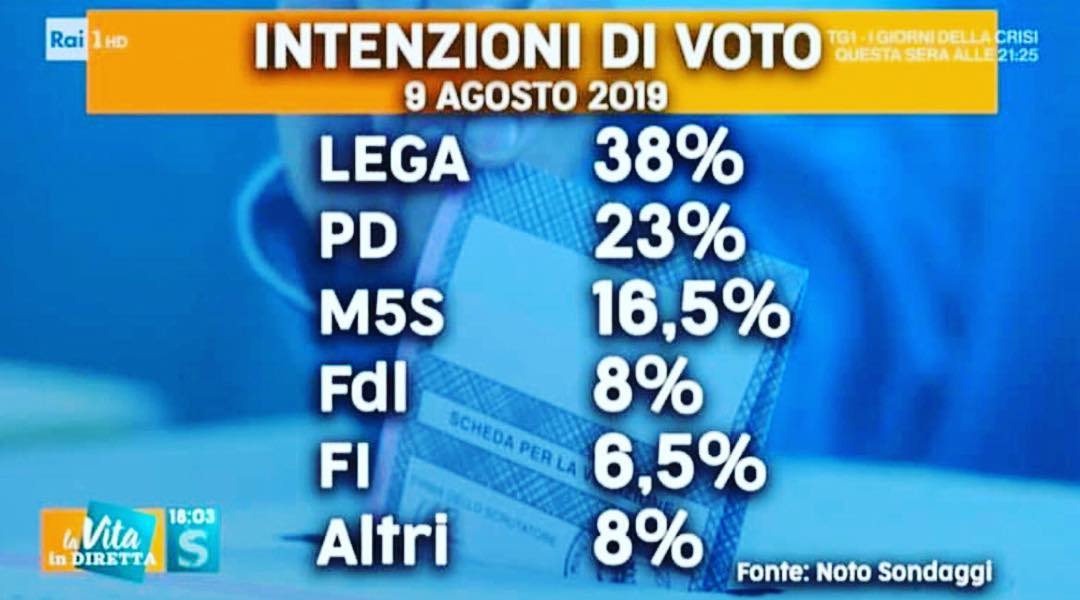 Rai 1 HD
INTENZIONI DI VOTO
TG1 - I GIORNI DELLA CRISI
QUESTA SERA ALLE 21:25
9 AGOSTO 2019
LEGA 38%
PD 23%
M5S 16,5%
FdI 8%
FI 6,5%
Altri 8%
SCHEDA PER LA
la Vita
in DIRETTA
18:03
S
Fonte: Noto Sondaggi